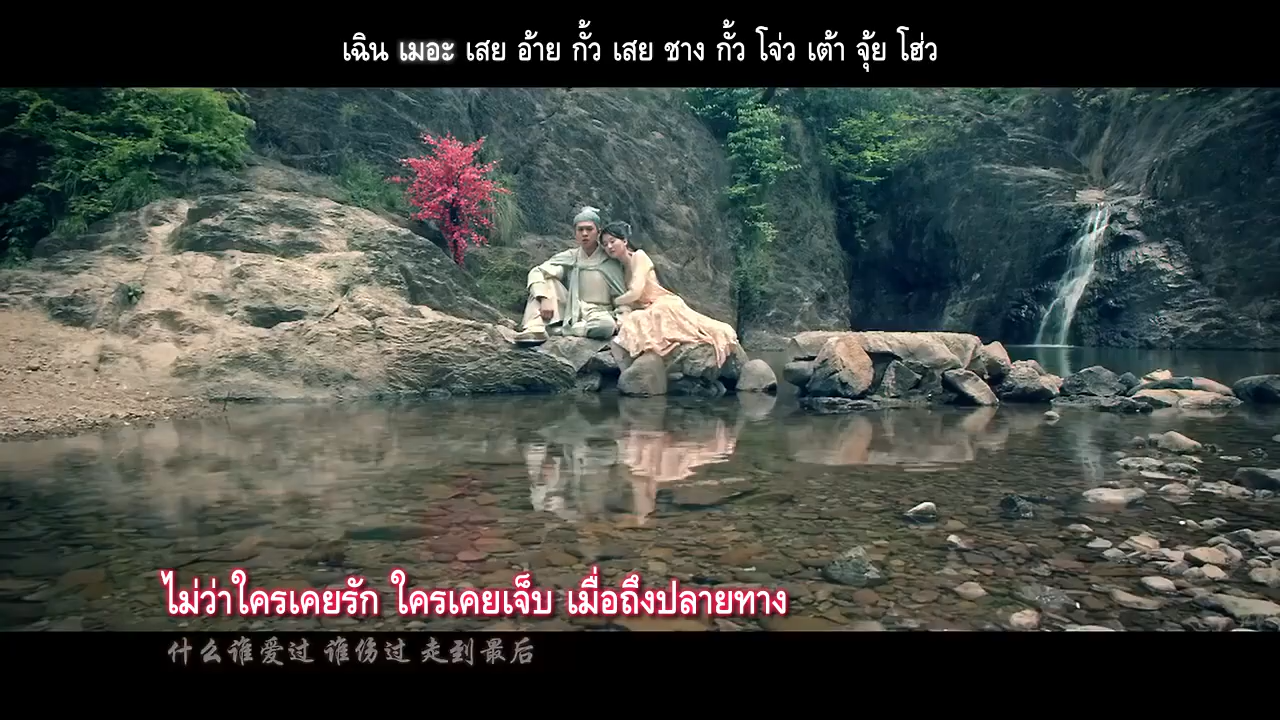 เฉิน เมอะ เสย อ้าย กั้ว เสย ชาง กั้ว โจ่ว เต้า จุ้ย โฮ่ว
ไม่ว่าใครเคยรัก ใครเคยเจ็บ เมื่อถึงปลายทาง
什么谁爱过 谁伤过 走到最后